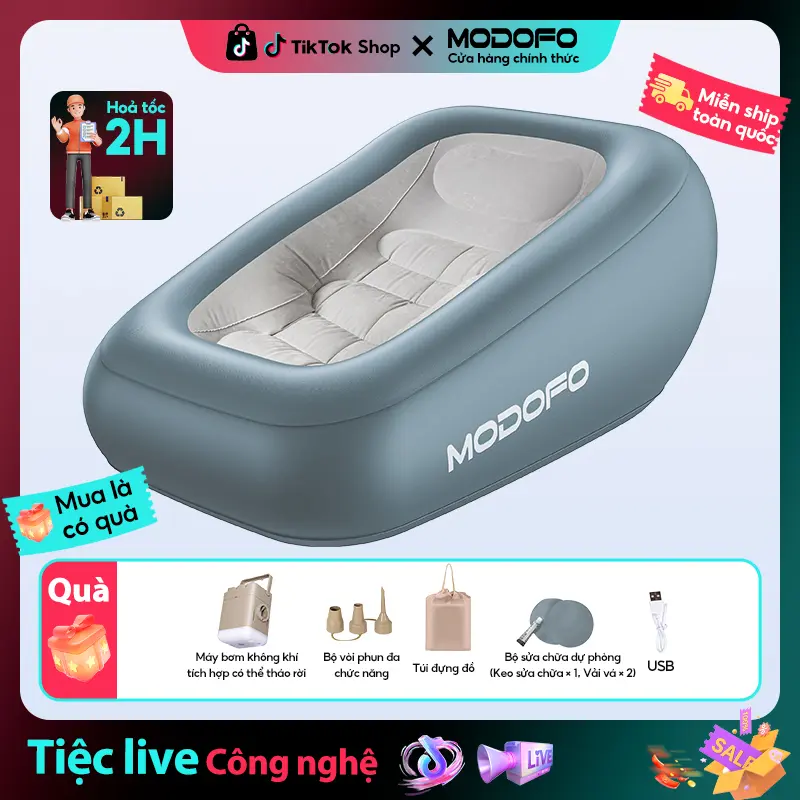 TikTok Shop × MODOFO
Cửa hàng chính thức
Hoả tốc
2H
Miễn ship
toàn quốc
MODOFO
Mua là
có quà
Quà
Máy bơm không khí
tích hợp có thể tháo rời
Bộ vòi phun đa
chức năng
Túi đựng đồ
Bộ sửa chữa dự phòng
(Keo sửa chữa × 1, Vải vá × 2)
USB
Tiệc live Công nghệ
LIVE
100%
SALE